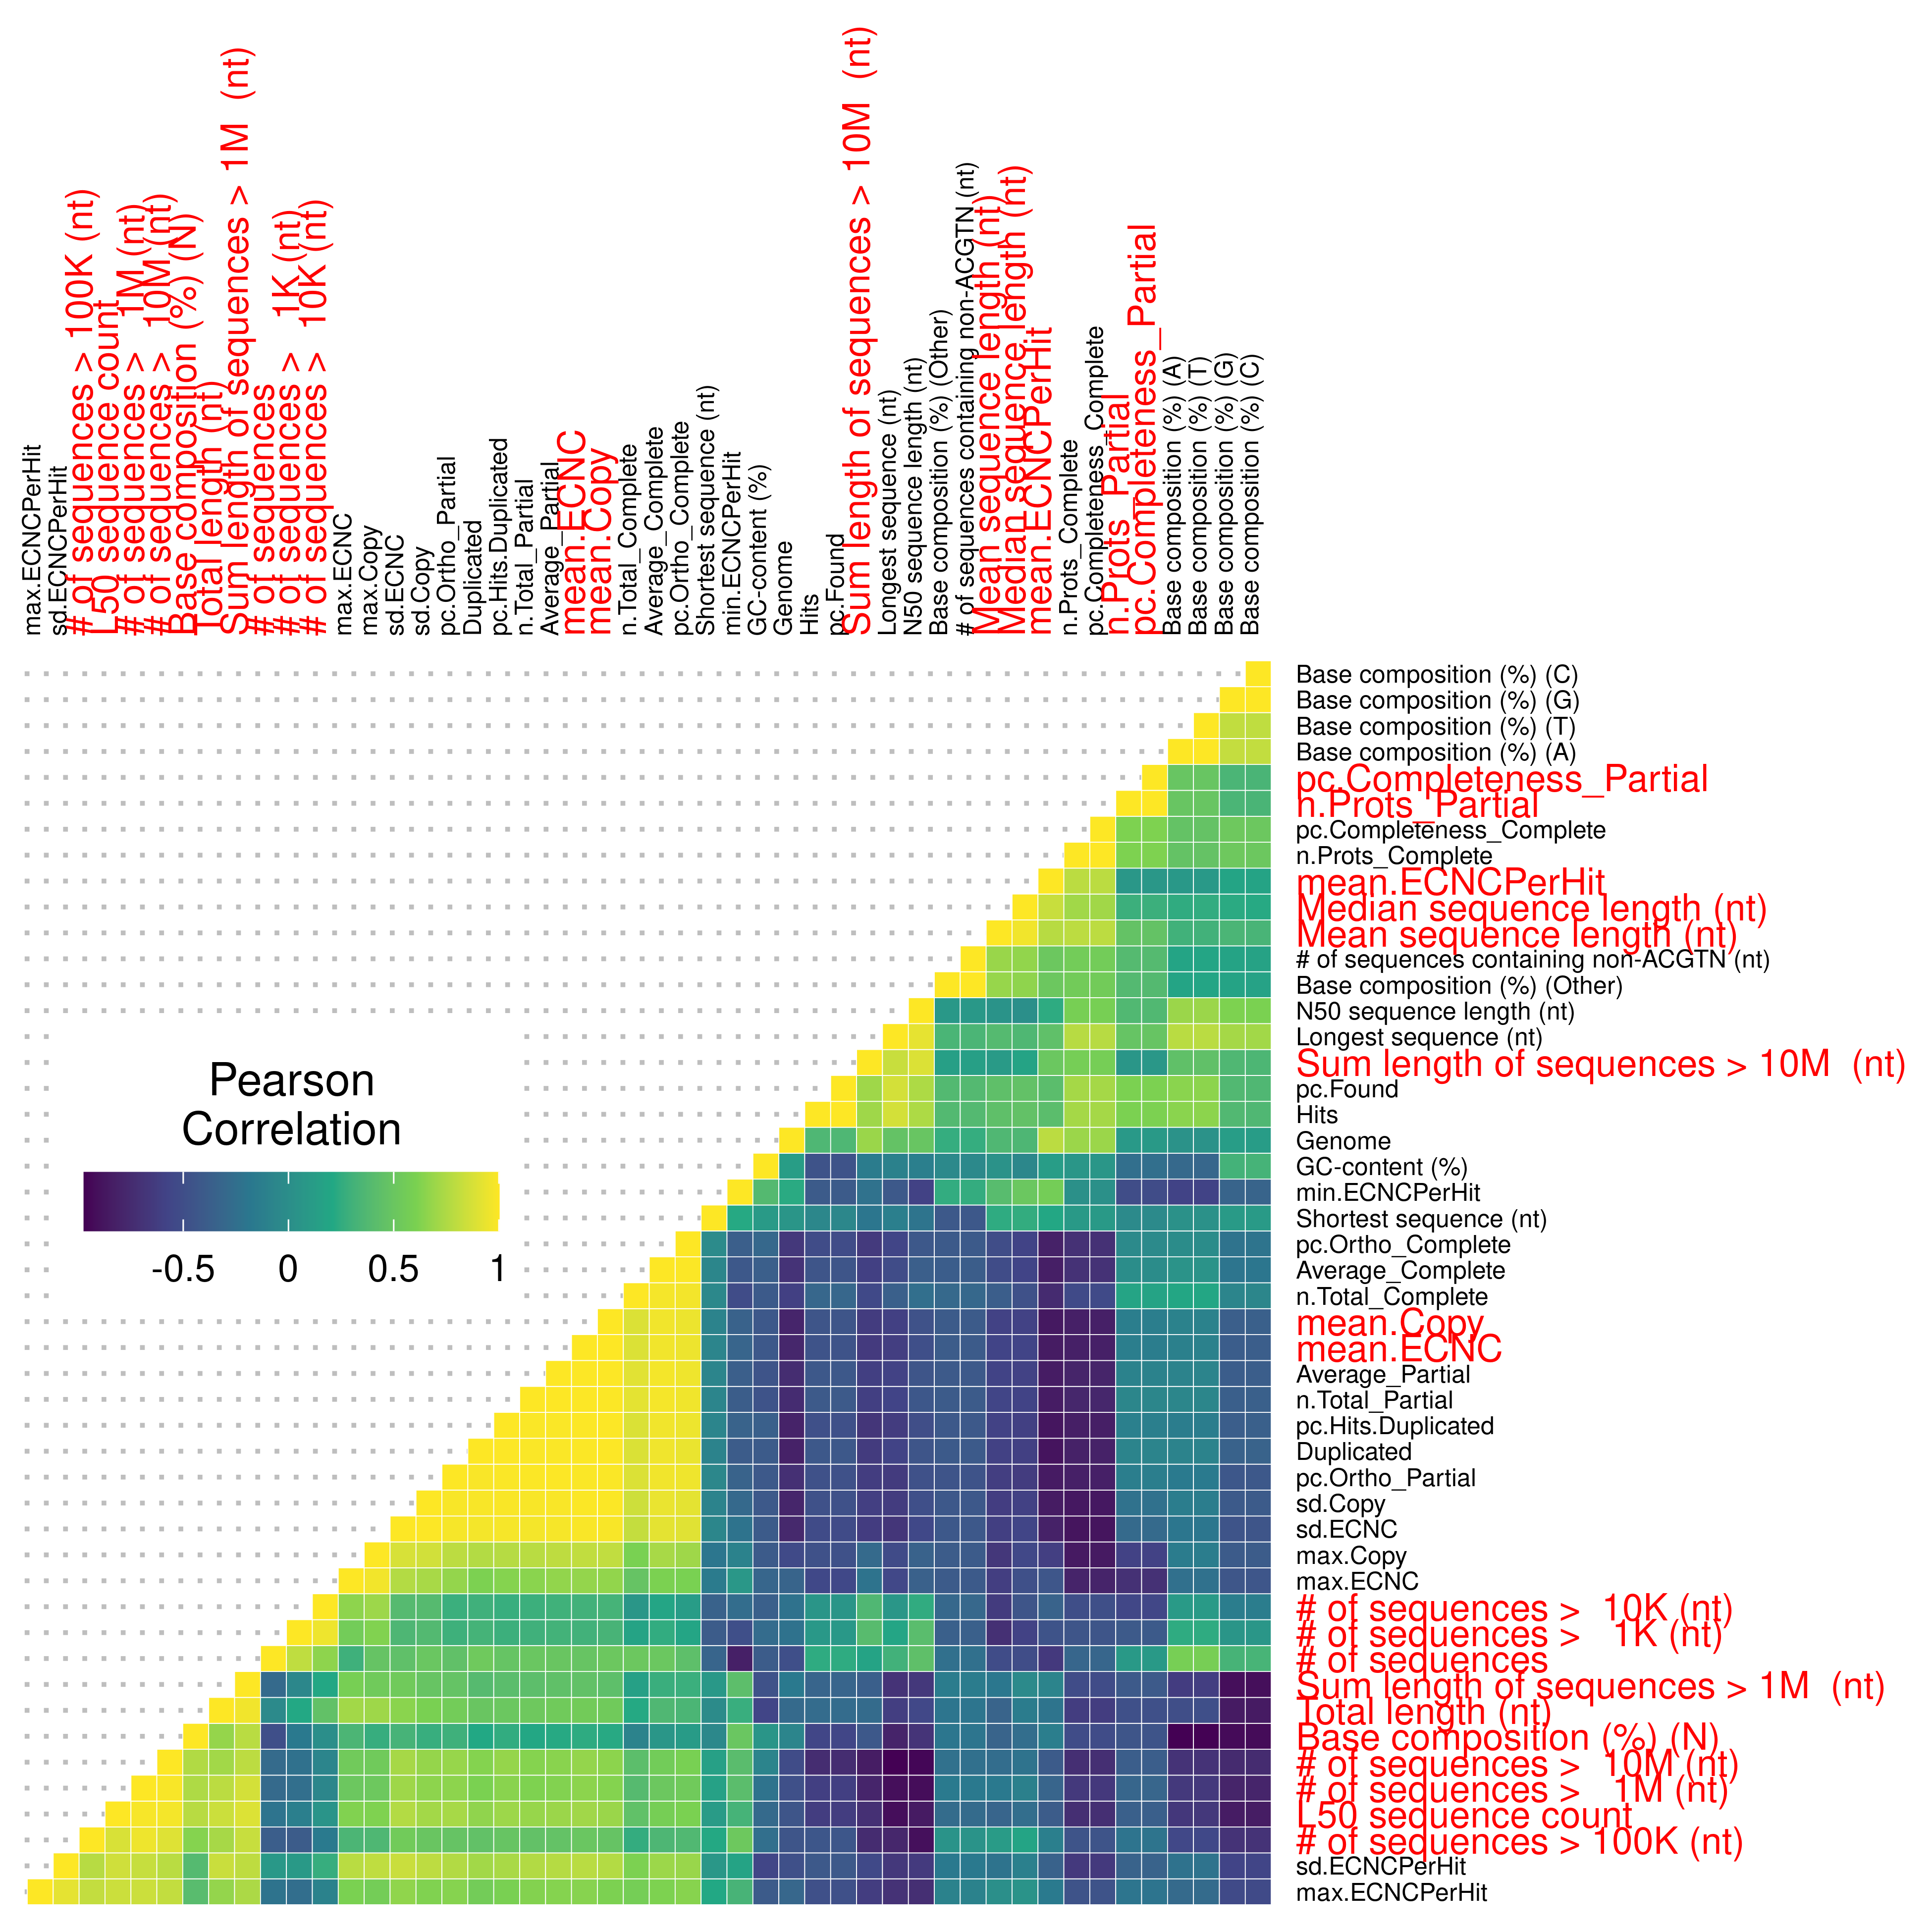 max.ECNCPerHit
sd.ECNCPerHit
# of sequences > 100K (nt)
L50 sequence count
# of sequences >   1M (nt)
# of sequences >  10M (nt)
Base composition (%) (N)
Total length (nt)
Sum length of sequences > 1M  (nt)
# of sequences
# of sequences >   1K (nt)
# of sequences >  10K (nt)
max.ECNC
max.Copy
sd.ECNC
sd.Copy
pc.Ortho_Partial
Duplicated
pc.Hits.Duplicated
n.Total_Partial
Average_Partial
mean.ECNC
mean.Copy
n.Total_Complete
Average_Complete
pc.Ortho_Complete
Shortest sequence (nt)
min.ECNCPerHit
GC-content (%)
Genome
Hits
pc.Found
Sum length of sequences > 10M  (nt)
Longest sequence (nt)
N50 sequence length (nt)
Base composition (%) (Other)
# of sequences containing non-ACGTN (nt)
Mean sequence length (nt)
Median sequence length (nt)
mean.ECNCPerHit
n.Prots_Complete
pc.Completeness_Complete
n.Prots_Partial
pc.Completeness_Partial
Base composition (%) (A)
Base composition (%) (T)
Base composition (%) (G)
Base composition (%) (C)
Base composition (%) (C)
Base composition (%) (G)
Base composition (%) (T)
Base composition (%) (A)
pc.Completeness_Partial
n.Prots_Partial
pc.Completeness_Complete
n.Prots_Complete
mean.ECNCPerHit
Median sequence length (nt)
Mean sequence length (nt)
# of sequences containing non-ACGTN (nt)
Base composition (%) (Other)
N50 sequence length (nt)
Longest sequence (nt)
Sum length of sequences > 10M  (nt)
pc.Found
Hits
Genome
GC-content (%)
min.ECNCPerHit
Shortest sequence (nt)
pc.Ortho_Complete
Average_Complete
n.Total_Complete
mean.Copy
mean.ECNC
Average_Partial
n.Total_Partial
pc.Hits.Duplicated
Duplicated
pc.Ortho_Partial
sd.Copy
sd.ECNC
max.Copy
max.ECNC
# of sequences >  10K (nt)
# of sequences >   1K (nt)
# of sequences
Sum length of sequences > 1M  (nt)
Total length (nt)
Base composition (%) (N)
# of sequences >  10M (nt)
# of sequences >   1M (nt)
L50 sequence count
# of sequences > 100K (nt)
sd.ECNCPerHit
max.ECNCPerHit
Pearson
Correlation
-0.5 0 0.5 1